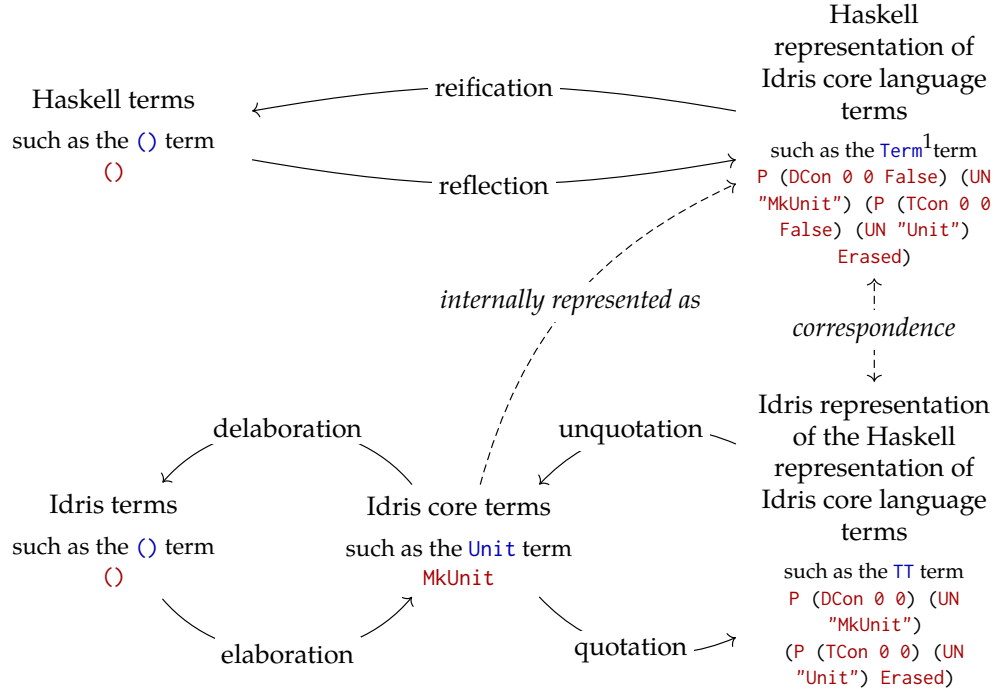 Haskell
representation of
Idris core language
terms
such as the Term¹term
P (DCon 0 0 False) (UN
"MkUnit") (P (TCon 0 0
False) (UN "Unit")
Erased)
reification
Haskell terms
such as the () term
()
reflection
internally represented as
correspondence
delaboration
unquotation
Idris representation
of the Haskell
representation of
Idris core language
terms
such as the TT term
P (DCon 0 0) (UN
"MkUnit")
(P (TCon 0 0) (UN
"Unit") Erased)
Idris terms
such as the () term
()
Idris core terms
such as the Unit term
MkUnit
elaboration
quotation